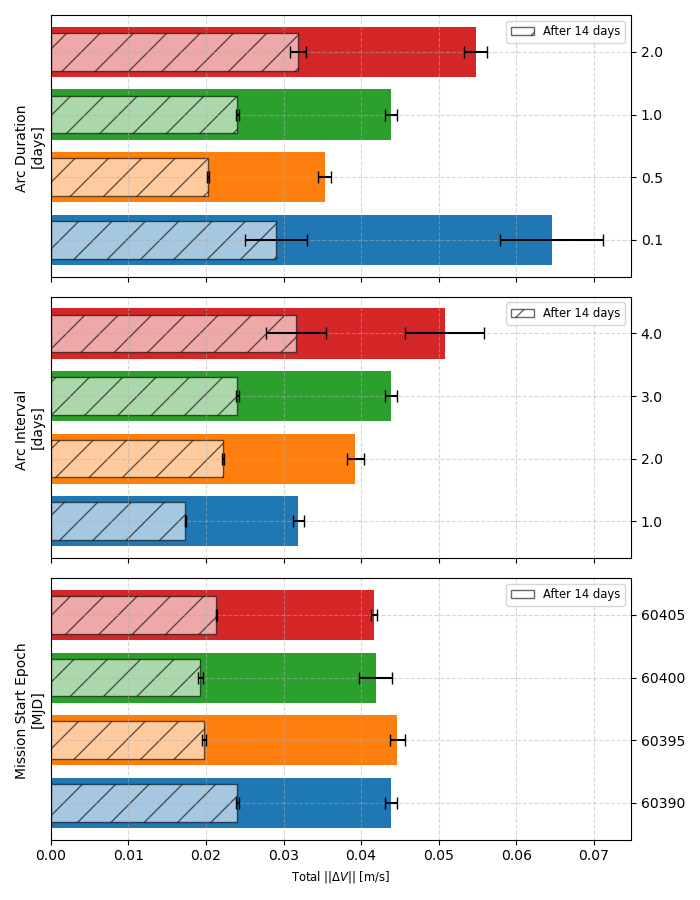 After 14 days
2.0
1.0
0.5
0.1
Arc Duration
[days]
After 14 days
4.0
3.0
2.0
1.0
Arc Interval
[days]
After 14 days
60405
60400
60395
60390
Mission Start Epoch
[MJD]
0.00 0.01 0.02 0.03 0.04 0.05 0.06 0.07
Total ||ΔV|| [m/s]